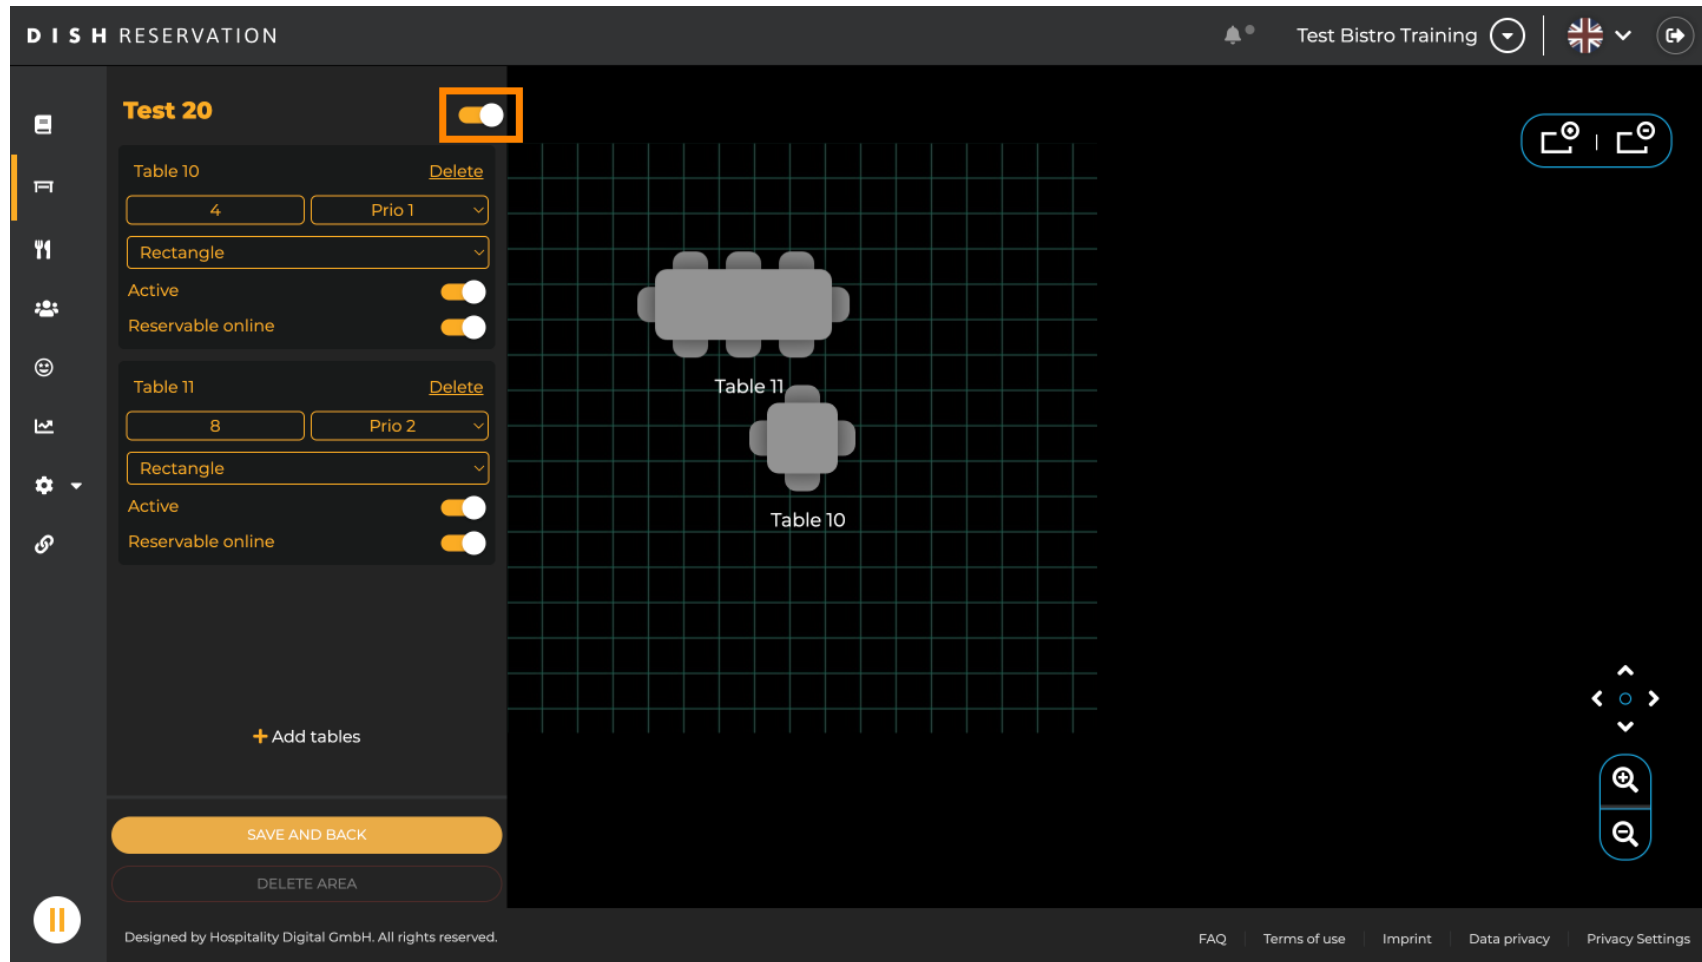 DISH RESERVATION
Test Bistro Training
Test 20
Table 10 Delete
4 Prio 1
Rectangle
Active
Reservable online
Table 11 Delete
8 Prio 2
Rectangle
Active
Reservable online
Add tables
SAVE AND BACK
DELETE AREA
Table 11
Table 10
Designed by Hospitality Digital GmbH. All rights reserved.
FAQ Terms of use Imprint Data privacy Privacy Settings